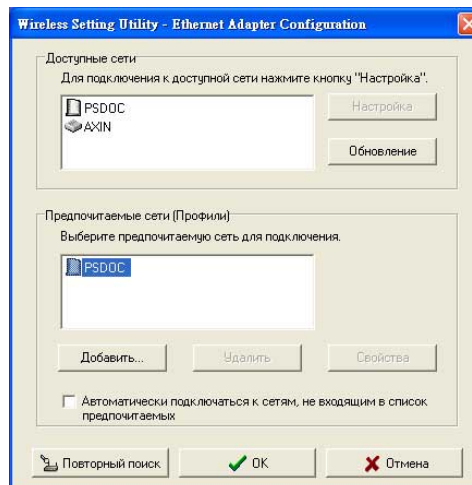 Wireless Setting Utility - Ethernet Adapter Configuration
Доступные сети
Для подключения к доступной сети нажмите кнопку "Настройка".
PSDOC
AXIN
Настройка
Обновление
Предпочитаемые сети (Профили)
Выберите предпочитаемую сеть для подключения.
PSDOC
Добавить...
Удалить
Свойства
Автоматически подключаться к сетям, не входящим в список
предпочитаемых
Повторный поиск
OK
Отмена